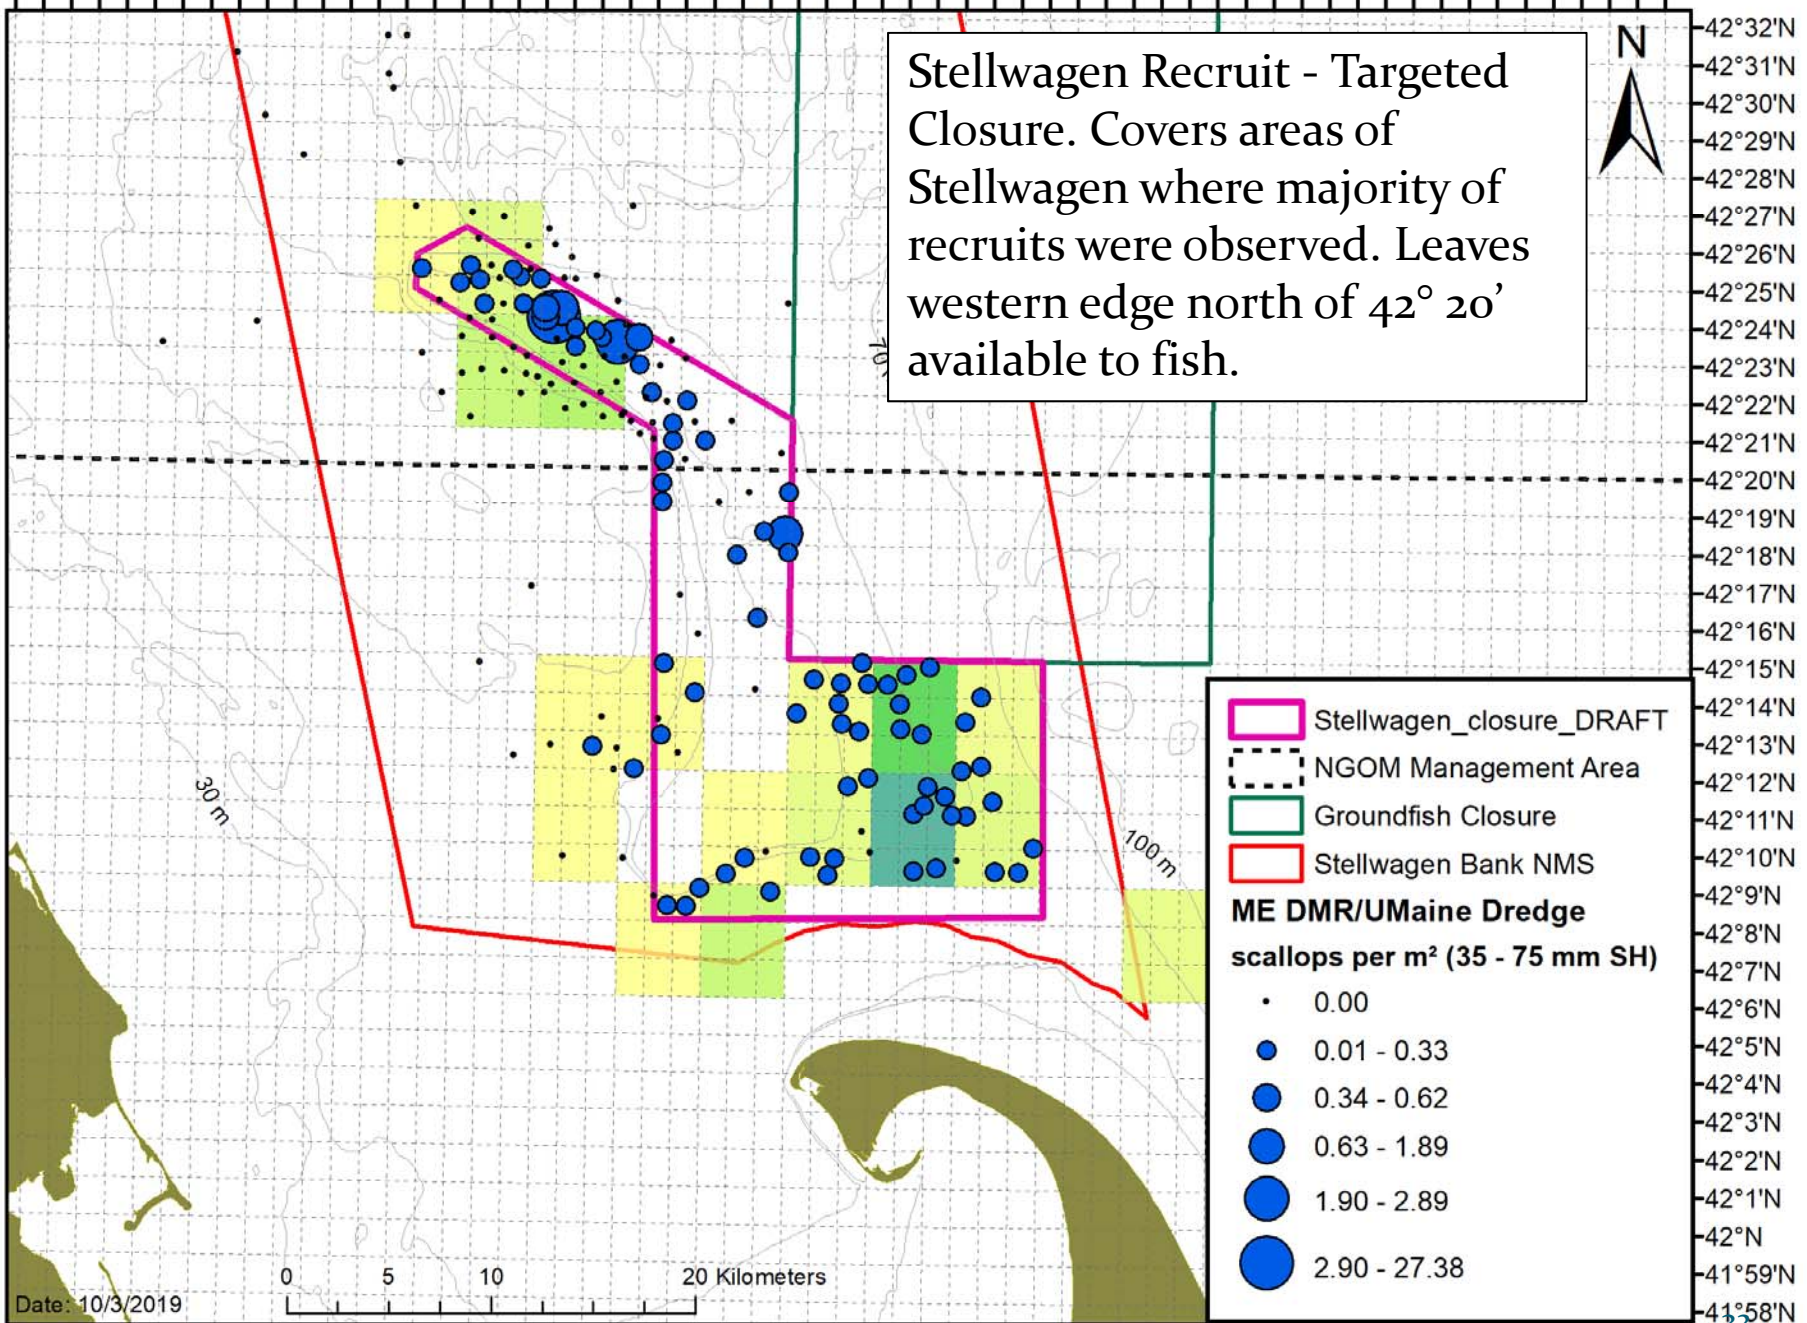 Stellwagen Recruit - Targeted
Closure. Covers areas of
Stellwagen where majority of
recruits were observed. Leaves
western edge north of 42° 20’
available to fish.
N
42°32'N
42°31'N
42°30'N
42°29'N
42°28'N
42°27'N
42°26'N
42°25'N
42°24'N
42°23'N
42°22'N
42°21'N
42°20'N
42°19'N
42°18'N
42°17'N
42°16'N
42°15'N
42°14'N
42°13'N
42°12'N
42°11'N
42°10'N
42°9'N
42°8'N
42°7'N
42°6'N
42°5'N
42°4'N
42°3'N
42°2'N
42°1'N
42°N
41°59'N
41°58'N
30 m
100 m
Stellwagen_closure_DRAFT
NGOM Management Area
Groundfish Closure
Stellwagen Bank NMS
ME DMR/UMaine Dredge
scallops per m² (35 - 75 mm SH)
0.00
0.01 - 0.33
0.34 - 0.62
0.63 - 1.89
1.90 - 2.89
2.90 - 27.38
0 5 10 20 Kilometers
Date: 10/3/2019